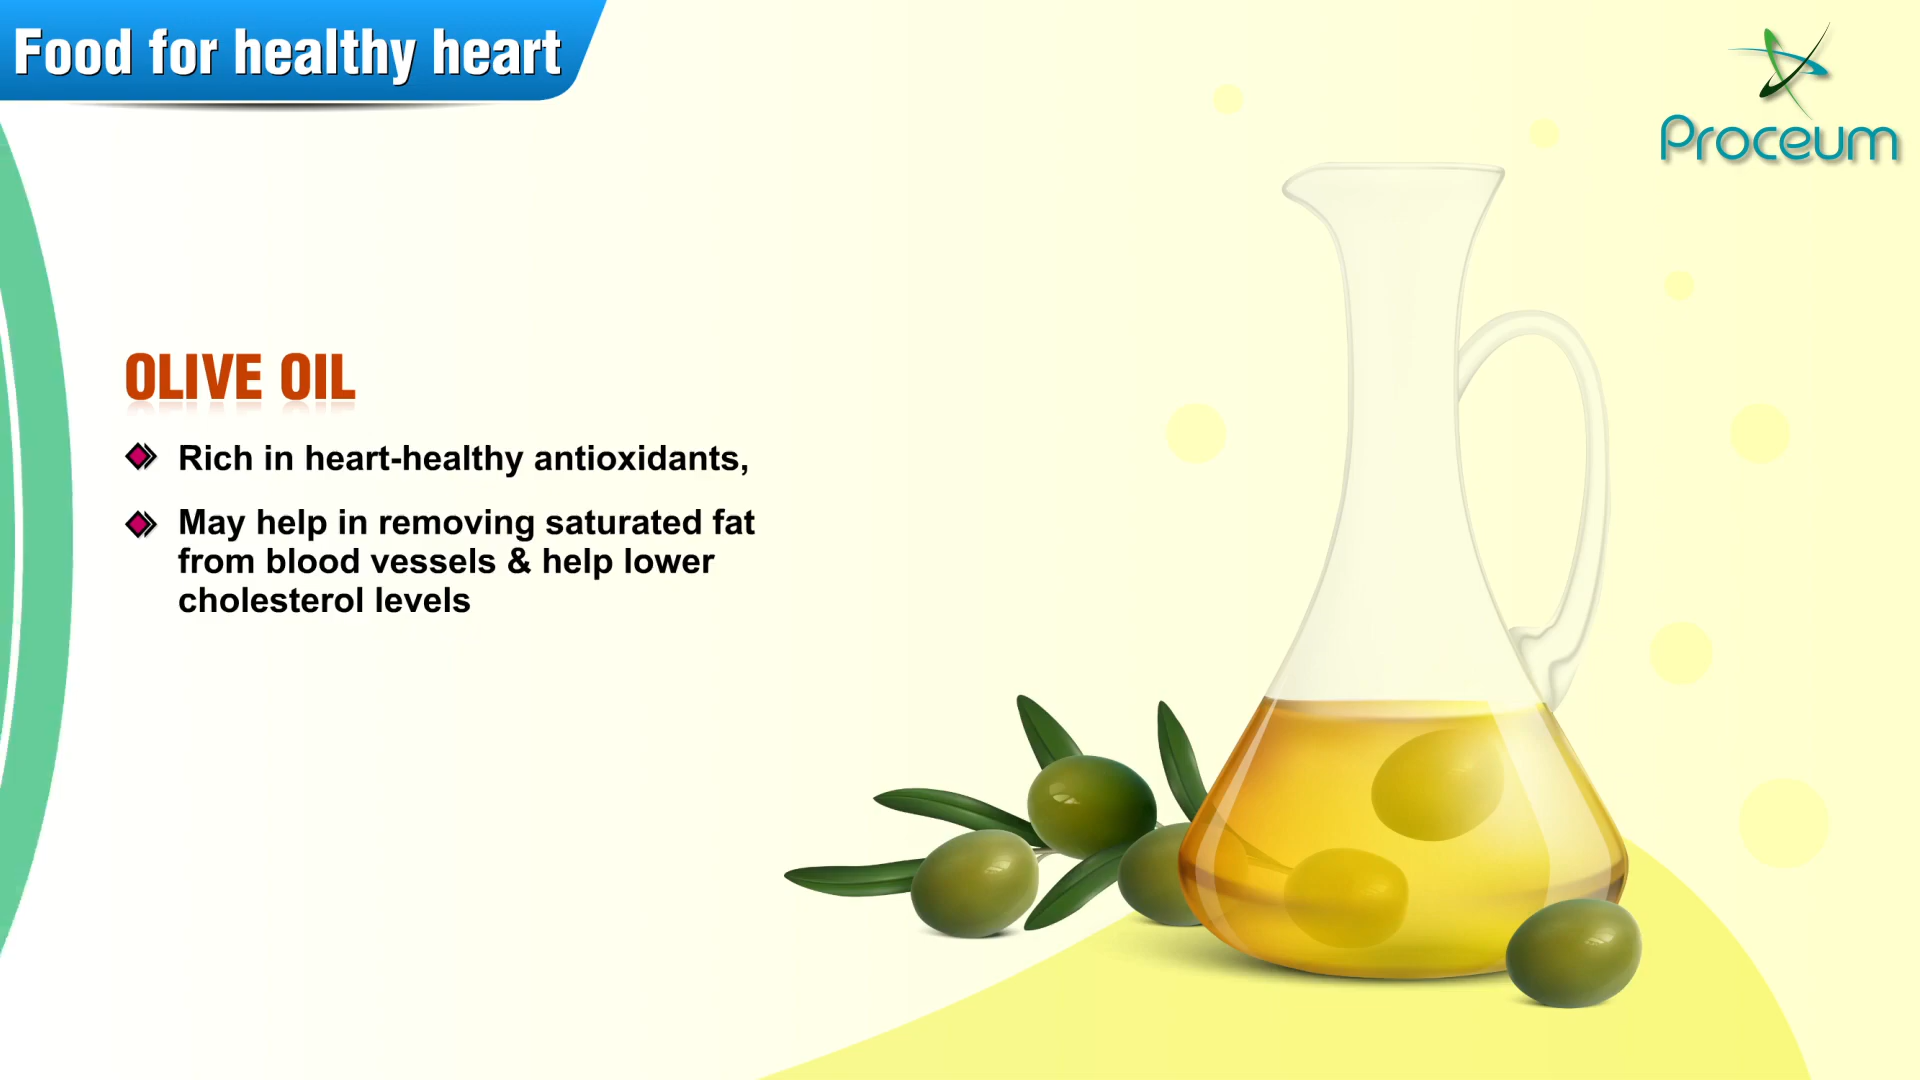 Food for healthy heart
Proceum
OLIVE OIL
Rich in heart-healthy antioxidants,
May help in removing saturated fat
from blood vessels & help lower
cholesterol levels